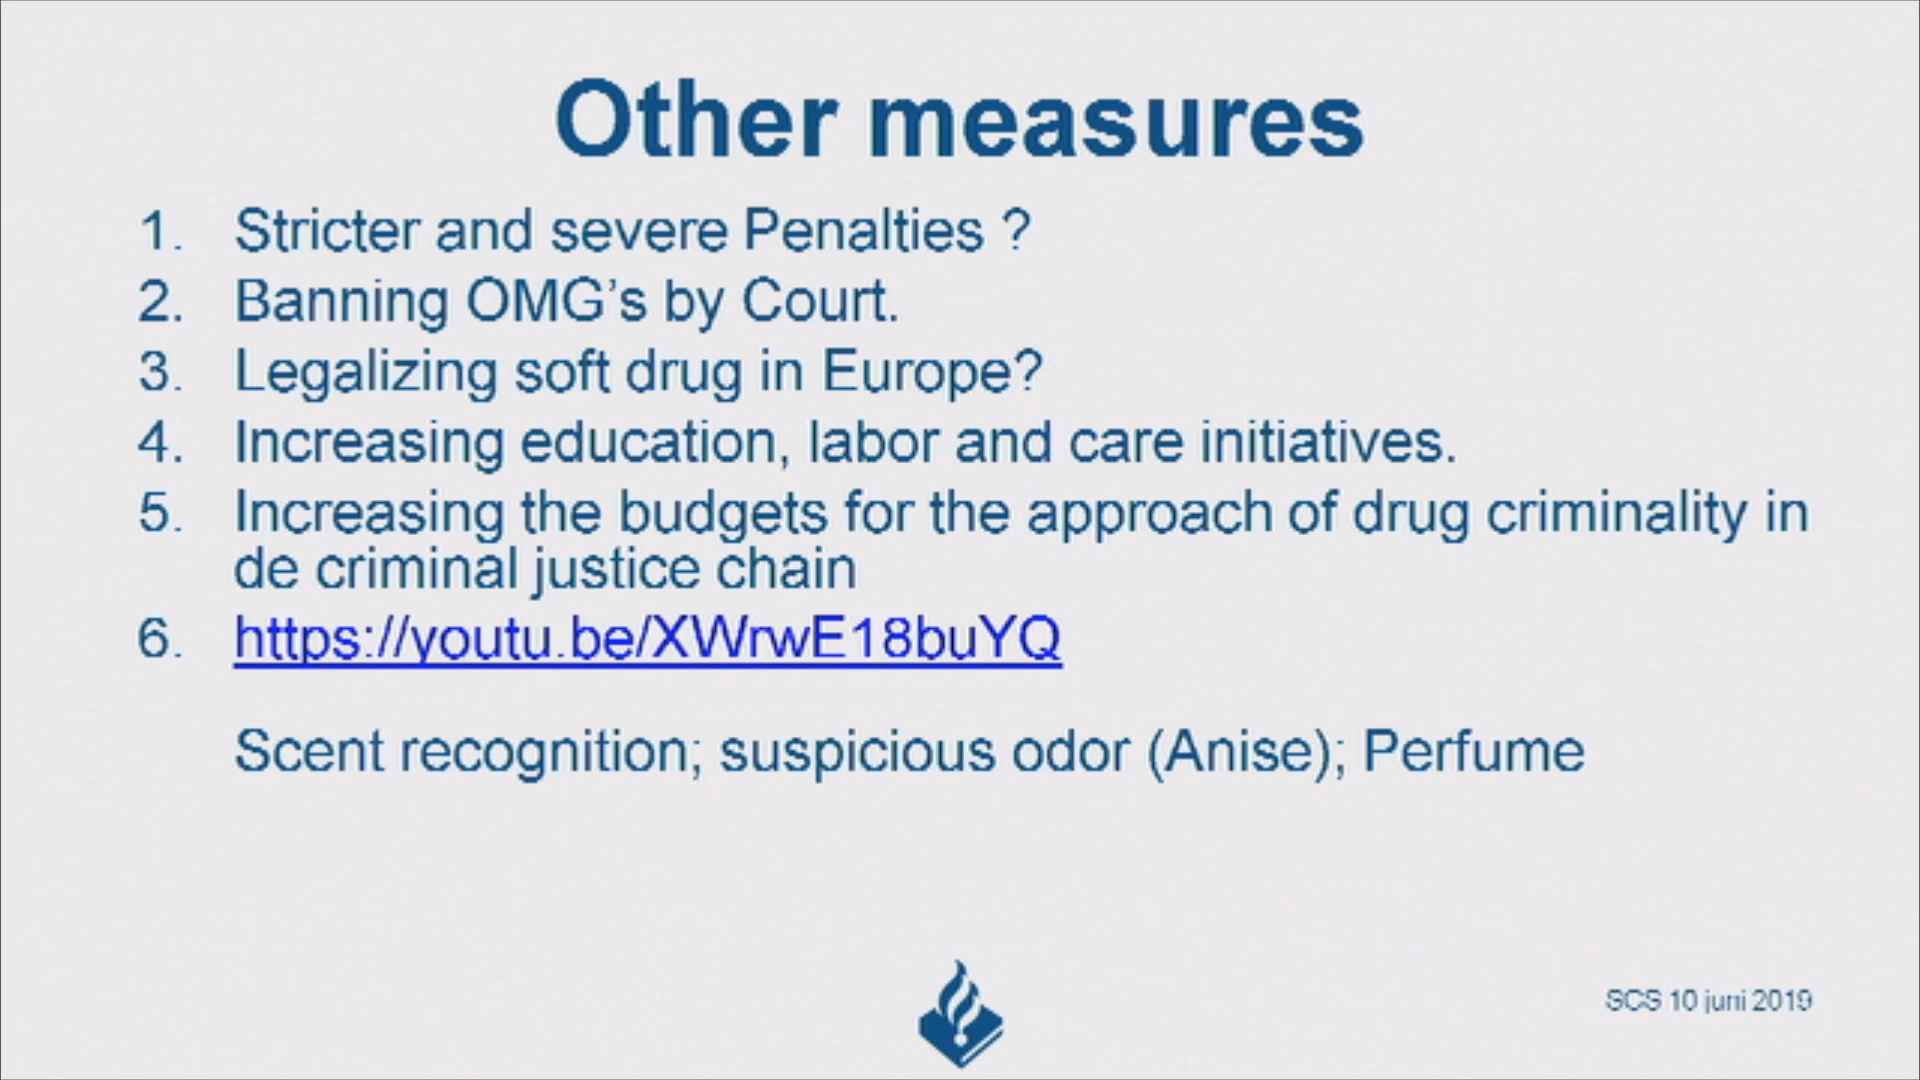 Other measures
1. Stricter and severe Penalties ?
2. Banning OMG’s by Court.
3. Legalizing soft drug in Europe?
4. Increasing education, labor and care initiatives.
5. Increasing the budgets for the approach of drug criminality in
de criminal justice chain
6. https://youtu.be/XWrwE18buYQ
Scent recognition; suspicious odor (Anise); Perfume
SCS 10 juni 2019